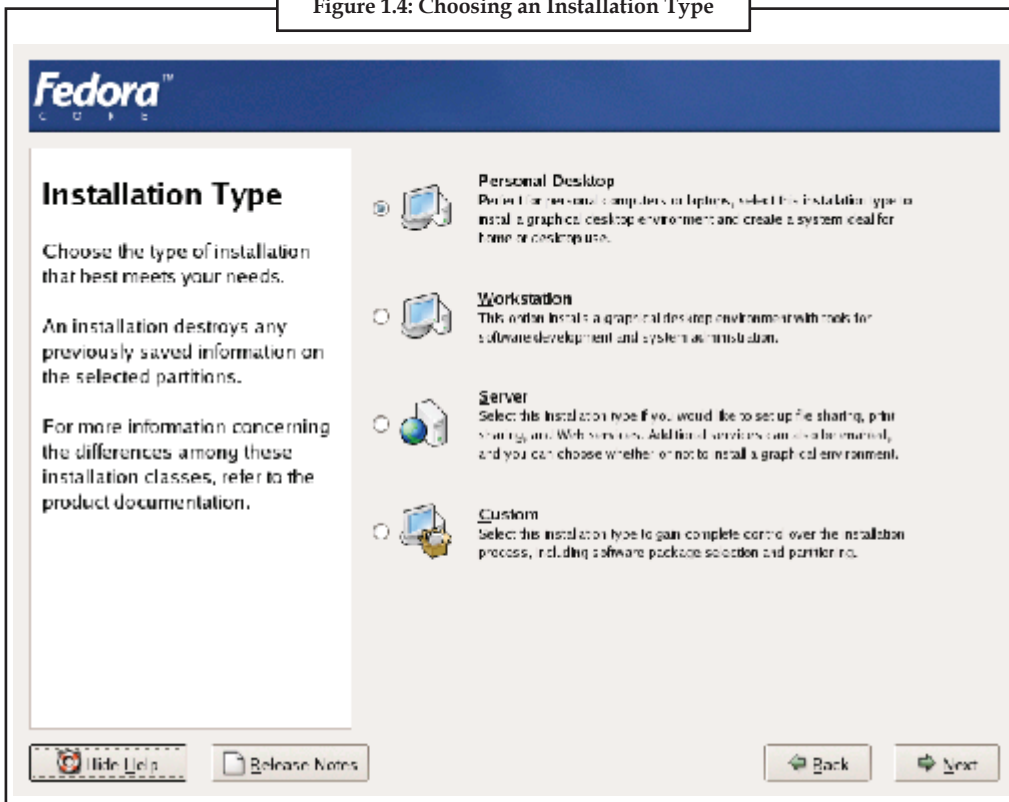 Figure 1.4: Choosing an Installation Type
Fedora™
CORE
Installation Type
Choose the type of installation
that best meets your needs.
An installation destroys any
previously saved information on
the selected partitions.
For more information concerning
the differences among these
installation classes, refer to the
product documentation.
Personal Desktop
Perfect for personal computers or laptops, select this installation type to
install a graphical desktop environment and create a system ideal for
home or desktop use.
Workstation
This option installs a graphical desktop environment with tools for
software development and system administration.
Server
Select this installation type if you would like to set up file sharing, print
sharing, and Web services. Additional services can also be enabled,
and you can choose whether or not to install a graphical environment.
Custom
Select this installation type to gain complete control over the installation
process, including software package selection and partitioning.
Hide Help
Release Notes
Back
Next